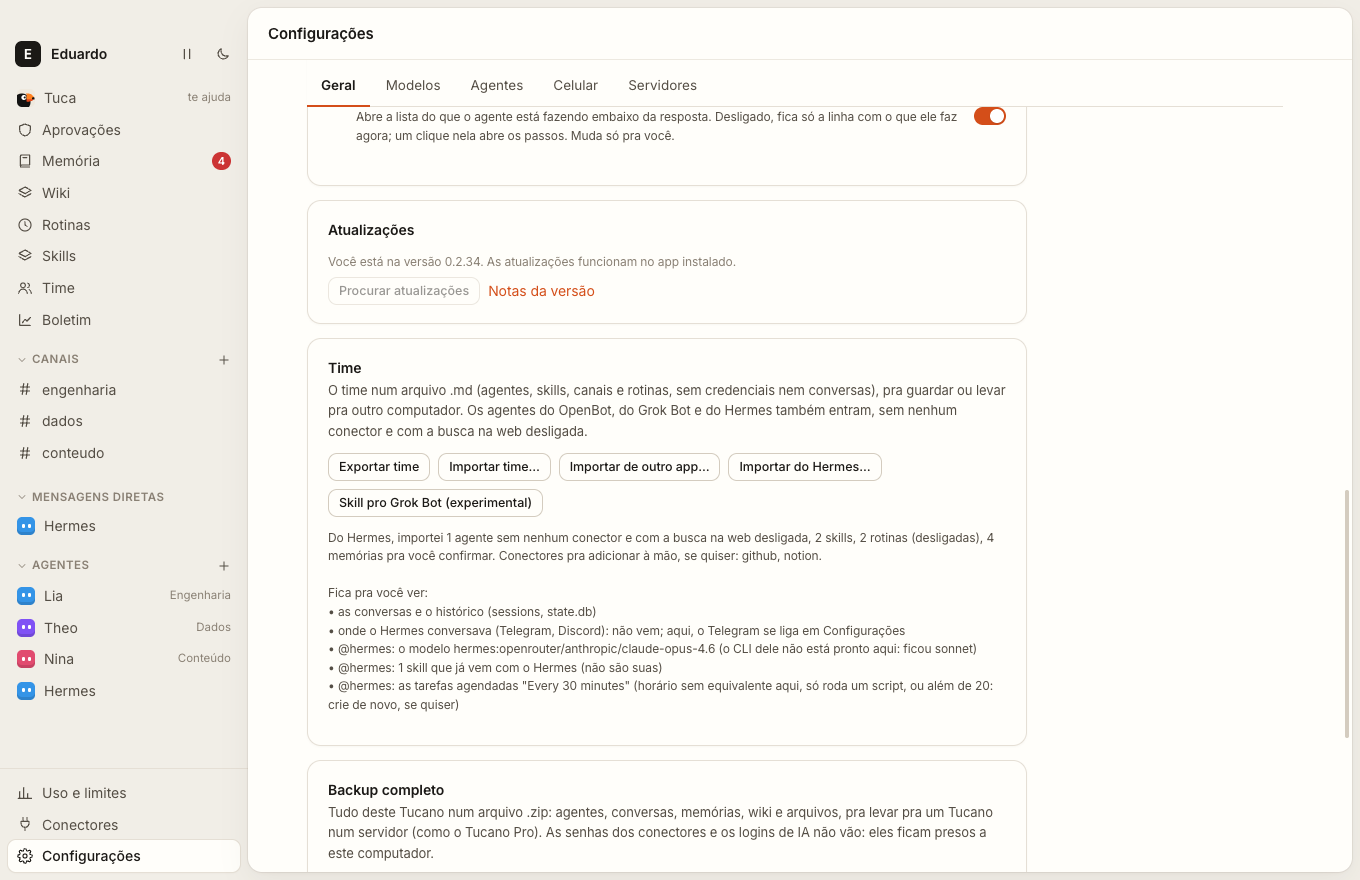 E Eduardo
Tuca te ajuda
Aprovações
Memória 4
Wiki
Rotinas
Skills
Time
Boletim
CANAIS
# engenharia
# dados
# conteudo
MENSAGENS DIRETAS
Hermes
AGENTES
Lia Engenharia
Theo Dados
Nina Conteúdo
Hermes
Uso e limites
Conectores
Configurações
Configurações
Geral Modelos Agentes Celular Servidores
Abre a lista do que o agente está fazendo embaixo da resposta. Desligado, fica só a linha com o que ele faz
agora; um clique nela abre os passos. Muda só pra você.
Atualizações
Você está na versão 0.2.34. As atualizações funcionam no app instalado.
Procurar atualizações Notas da versão
Time
O time num arquivo .md (agentes, skills, canais e rotinas, sem credenciais nem conversas), pra guardar ou levar
pra outro computador. Os agentes do OpenBot, do Grok Bot e do Hermes também entram, sem nenhum
conector e com a busca na web desligada.
Exportar time Importar time... Importar de outro app... Importar do Hermes...
Skill pro Grok Bot (experimental)
Do Hermes, importei 1 agente sem nenhum conector e com a busca na web desligada, 2 skills, 2 rotinas (desligadas), 4
memórias pra você confirmar. Conectores pra adicionar à mão, se quiser: github, notion.
Fica pra você ver:
• as conversas e o histórico (sessions, state.db)
• onde o Hermes conversava (Telegram, Discord): não vem; aqui, o Telegram se liga em Configurações
• @hermes: o modelo hermes:openrouter/anthropic/claude-opus-4.6 (o CLI dele não está pronto aqui: ficou sonnet)
• @hermes: 1 skill que já vem com o Hermes (não são suas)
• @hermes: as tarefas agendadas "Every 30 minutes" (horário sem equivalente aqui, só roda um script, ou além de 20:
crie de novo, se quiser)
Backup completo
Tudo deste Tucano num arquivo .zip: agentes, conversas, memórias, wiki e arquivos, pra levar pra um Tucano
num servidor (como o Tucano Pro). As senhas dos conectores e os logins de IA não vão: eles ficam presos a
este computador.